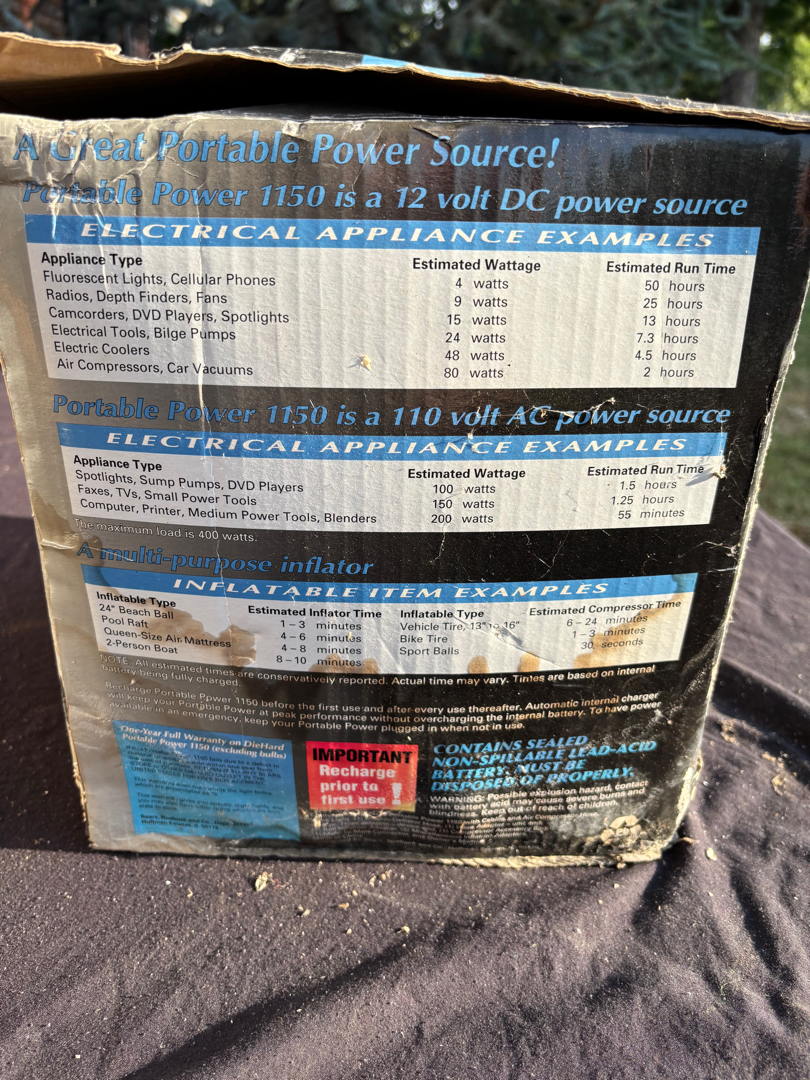 A Great Portable Power Source!
Portable Power 1150 is a 12 volt DC power source
ELECTRICAL APPLIANCE EXAMPLES
Appliance Type Estimated Wattage Estimated Run Time
Fluorescent Lights, Cellular Phones 4 watts 50 hours
Radios, Depth Finders, Fans 9 watts 25 hours
Camcorders, DVD Players, Spotlights 15 watts 13 hours
Electrical Tools, Bilge Pumps 24 watts 7.3 hours
Electric Coolers 48 watts 4.5 hours
Air Compressors, Car Vacuums 80 watts 2 hours
Portable Power 1150 is a 110 volt AC power source
ELECTRICAL APPLIANCE EXAMPLES
Appliance Type Estimated Wattage Estimated Run Time
Spotlights, Sump Pumps, DVD Players 100 watts 1.5 hours
Faxes, TVs, Small Power Tools 150 watts 1.25 hours
Computer, Printer, Medium Power Tools, Blenders 200 watts 55 minutes
The maximum load is 400 watts.
A multi-purpose inflator
INFLATABLE ITEM EXAMPLES
Inflatable Type Estimated Inflator Time Inflatable Type Estimated Compressor Time
24" Beach Ball 1 – 3 minutes Vehicle Tire, 13" to 16" 6 – 24 minutes
Pool Raft 4 – 6 minutes Bike Tire 1 – 3 minutes
Queen-Size Air Mattress 4 – 8 minutes Sport Balls 30 seconds
2-Person Boat 8 – 10 minutes
NOTE: All estimated times are conservatively reported. Actual time may vary. Times are based on internal
battery being fully charged.
Recharge Portable Power 1150 before the first use and after every use thereafter. Automatic internal charger
will keep your Portable Power at peak performance without overcharging the internal battery. To have power
available in an emergency, keep your Portable Power plugged in when not in use.
One-Year Full Warranty on DieHard
Portable Power 1150 (excluding bulbs)
IMPORTANT
Recharge
prior to
first use !
CONTAINS SEALED
NON-SPILLABLE LEAD-ACID
BATTERY. MUST BE
DISPOSED OF PROPERLY.
WARNING: Possible explosion hazard, contact
with battery acid may cause severe burns and
blindness. Keep out of reach of children.